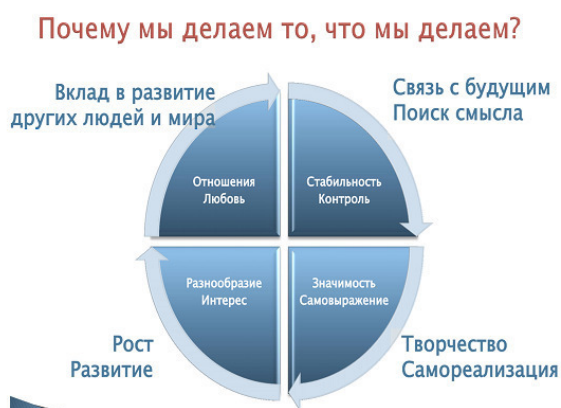 Почему мы делаем то, что мы делаем?
Вклад в развитие
других людей и мира
Связь с будущим
Поиск смысла
Отношения
Любовь
Стабильность
Контроль
Разнообразие
Интерес
Значимость
Самовыражение
Рост
Развитие
Творчество
Самореализация